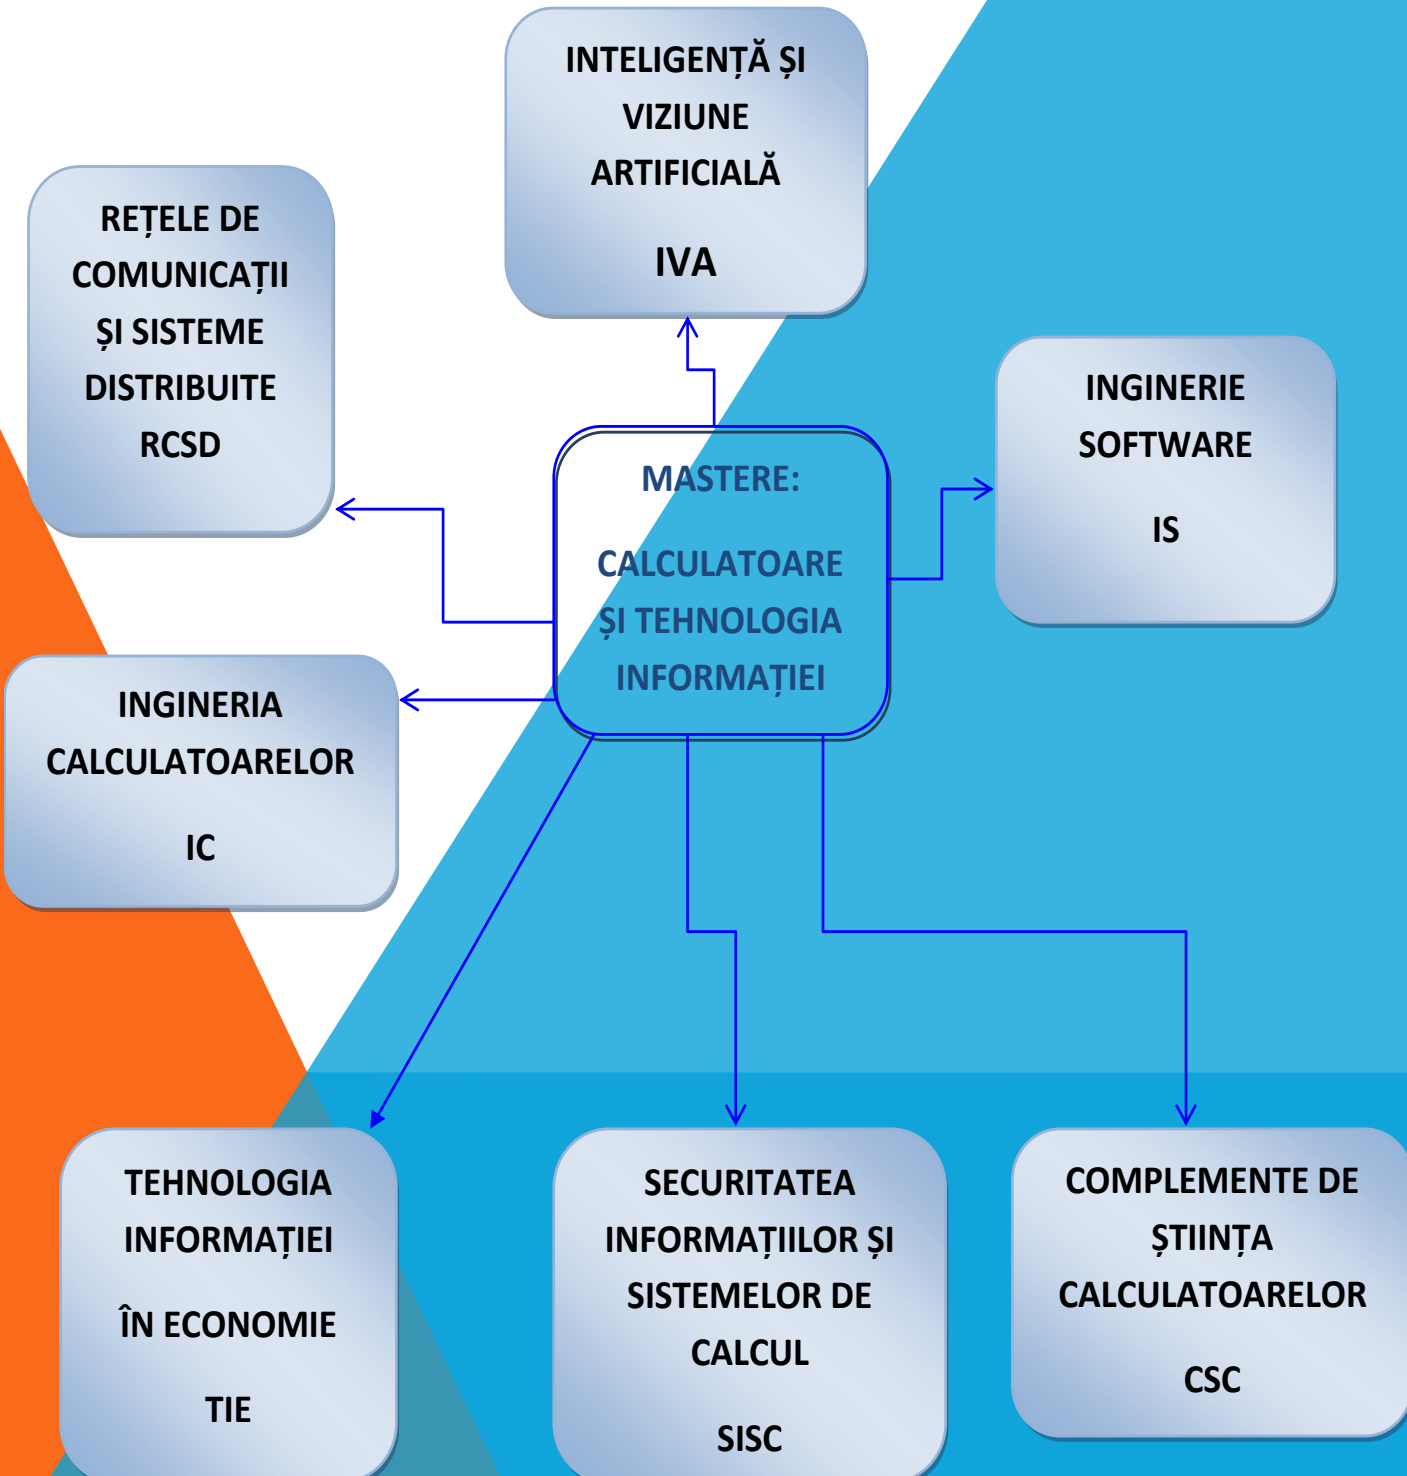 INTELIGENȚĂ ȘI
VIZIUNE
ARTIFICIALĂ
IVA
REȚELE DE
COMUNICAȚII
ȘI SISTEME
DISTRIBUITE
RCSD
INGINERIE
SOFTWARE
IS
MASTERE:
CALCULATOARE
ȘI TEHNOLOGIA
INFORMAȚIEI
INGINERIA
CALCULATOARELOR
IC
TEHNOLOGIA
INFORMAȚIEI
ÎN ECONOMIE
TIE
SECURITATEA
INFORMAȚIILOR ȘI
SISTEMELOR DE
CALCUL
SISC
COMPLEMENTE DE
ȘTIINȚA
CALCULATOARELOR
CSC